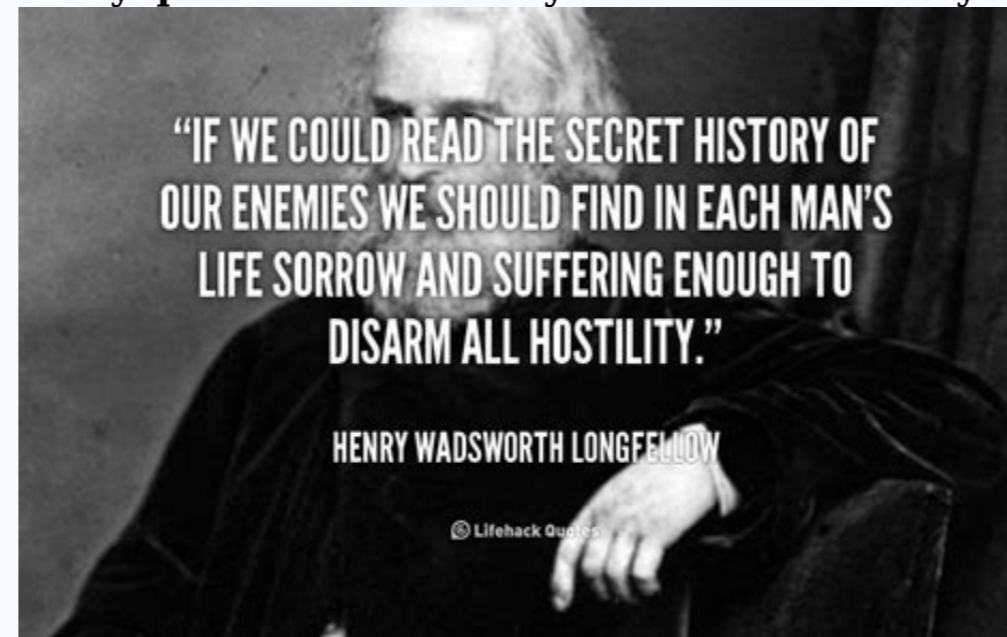 “IF WE COULD READ THE SECRET HISTORY OF
OUR ENEMIES WE SHOULD FIND IN EACH MAN’S
LIFE SORROW AND SUFFERING ENOUGH TO
DISARM ALL HOSTILITY.”
HENRY WADSWORTH LONGFELLOW
Lifehack Quotes